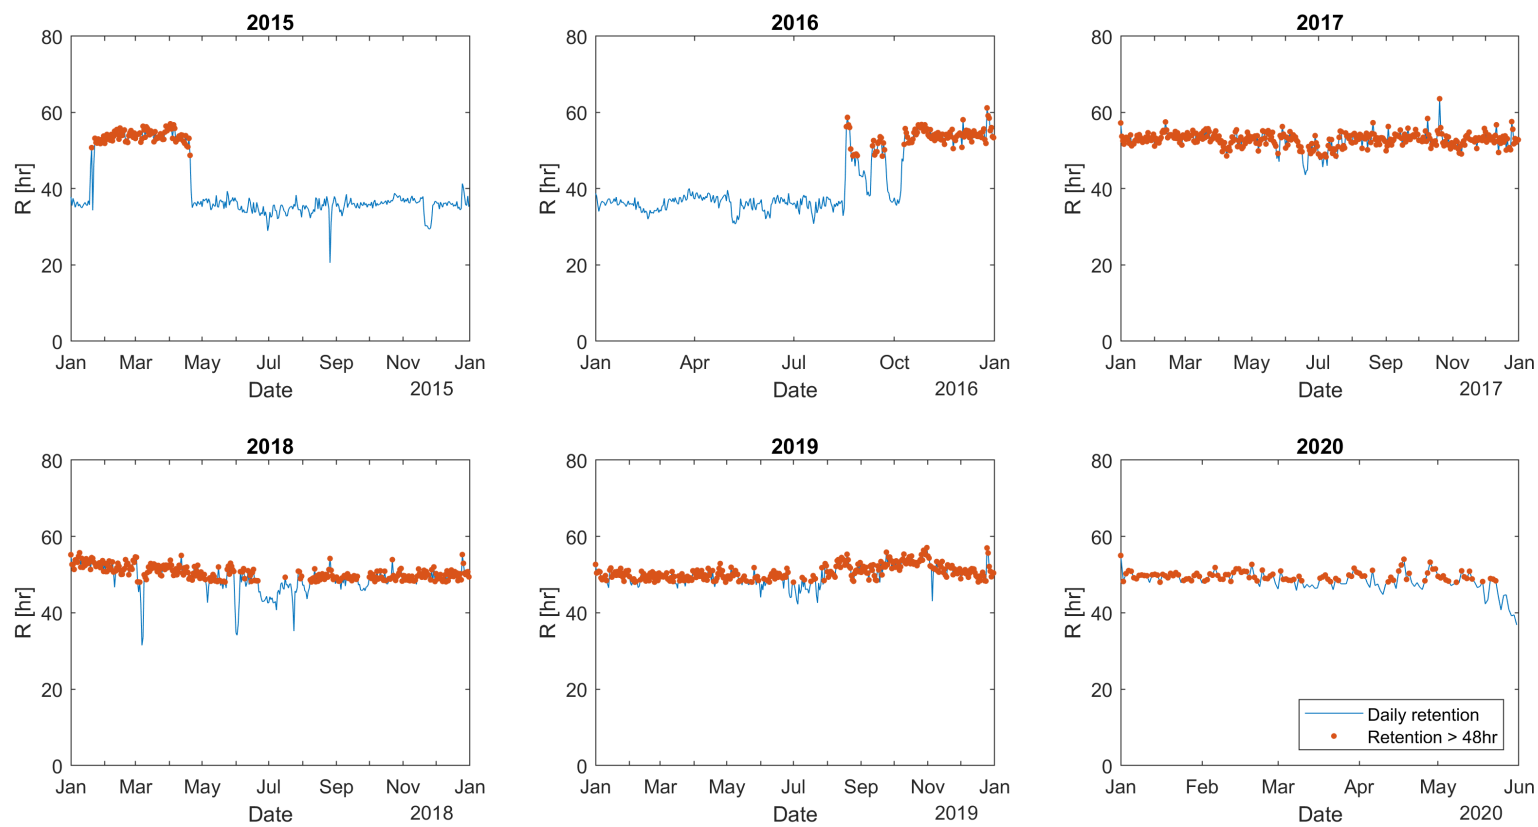 2015
80
60
40
20
0
R [hr]
Jan Mar May Jul Sep Nov Jan
Date
2015
2016
80
60
40
20
0
R [hr]
Jan Apr Jul Oct Jan
Date
2016
2017
80
60
40
20
0
R [hr]
Jan Mar May Jul Sep Nov Jan
Date
2017
2018
80
60
40
20
0
R [hr]
Jan Mar May Jul Sep Nov Jan
Date
2018
2019
80
60
40
20
0
R [hr]
Jan Mar May Jul Sep Nov Jan
Date
2019
2020
80
60
40
20
0
R [hr]
Daily retention
Retention > 48hr
Jan Feb Mar Apr May Jun
Date
2020